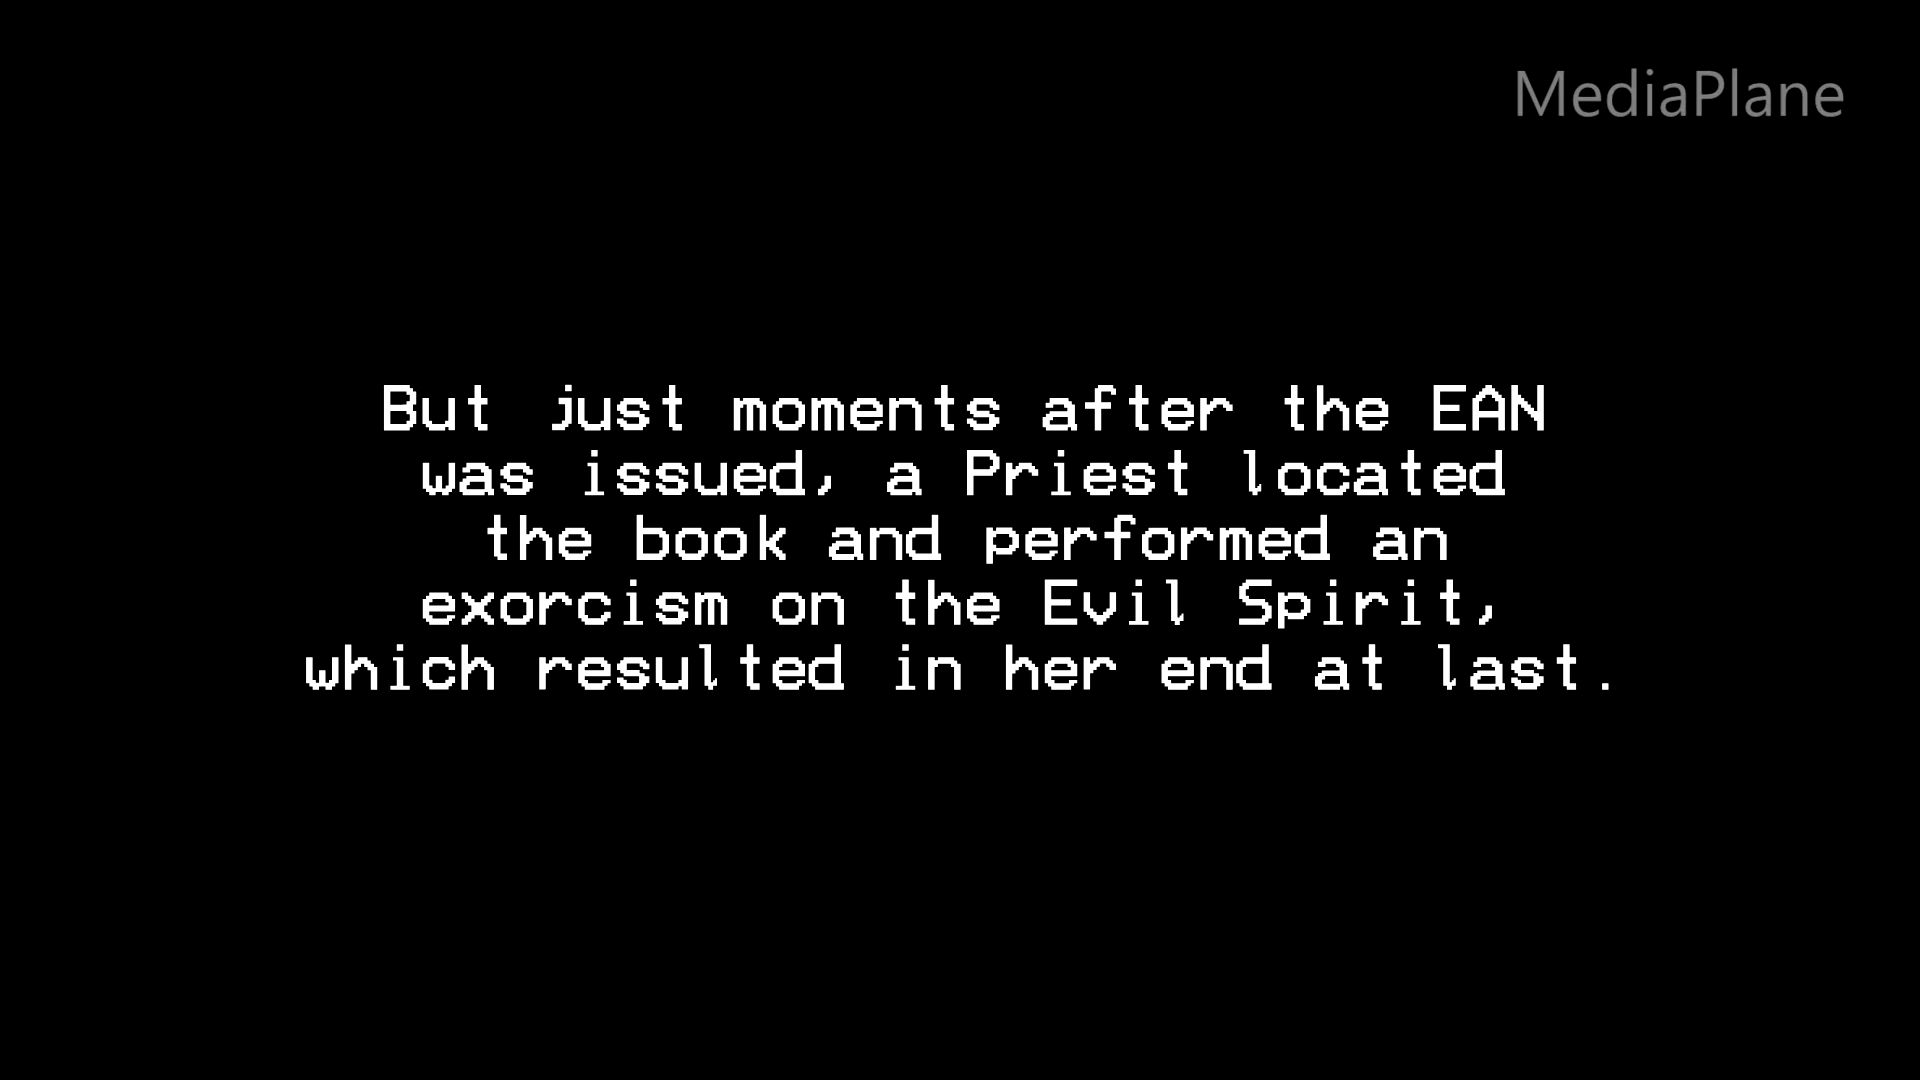 MediaPlane
But just moments after the EAN
was issued, a Priest located
the book and performed an
exorcism on the Evil Spirit,
which resulted in her end at last.